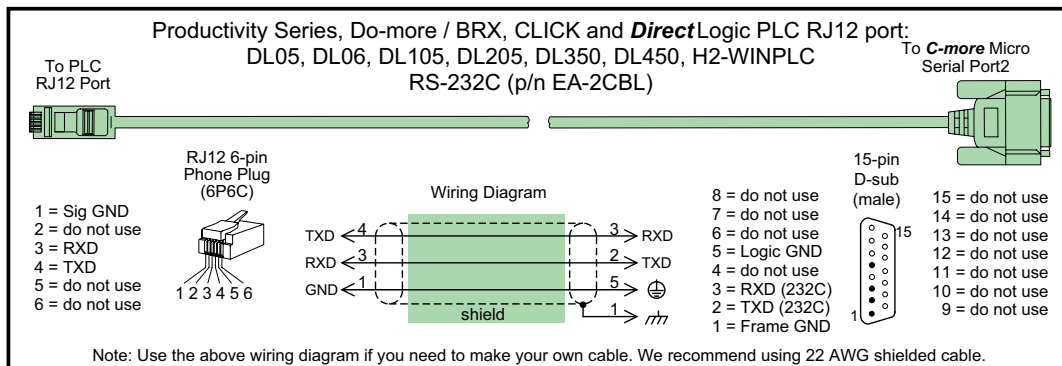 Productivity Series, Do-more / BRX, CLICK and DirectLogic PLC RJ12 port:
DL05, DL06, DL105, DL205, DL350, DL450, H2-WINPLC
RS-232C (p/n EA-2CBL)
To PLC
RJ12 Port
To C-more Micro
Serial Port2
RJ12 6-pin
Phone Plug
(6P6C)
1 = Sig GND
2 = do not use
3 = RXD
4 = TXD
5 = do not use
6 = do not use
1 2 3 4 5 6
Wiring Diagram
TXD 4 3 RXD
RXD 3 2 TXD
GND 1 5
1
shield
8 = do not use
7 = do not use
6 = do not use
5 = Logic GND
4 = do not use
3 = RXD (232C)
2 = TXD (232C)
1 = Frame GND
15-pin
D-sub
(male)
15
1
15 = do not use
14 = do not use
13 = do not use
12 = do not use
11 = do not use
10 = do not use
9 = do not use
Note: Use the above wiring diagram if you need to make your own cable. We recommend using 22 AWG shielded cable.